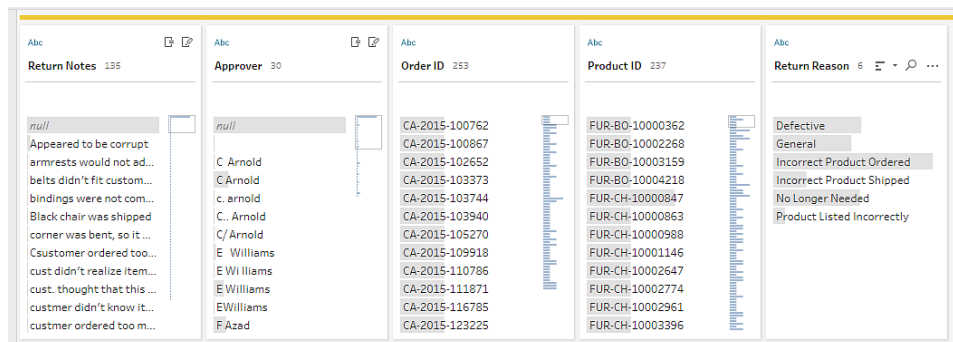 Abc
Return Notes 135
null
Appeared to be corrupt
armrests would not ad...
belts didn't fit custom...
bindings were not com...
Black chair was shipped
corner was bent, so it ...
Csustomer ordered too...
cust didn't realize item...
cust. thought that this ...
custmer didn't know it...
custmer ordered too m...
Abc
Approver 30
null
C Arnold
C Arnold
c. arnold
C.. Arnold
C/ Arnold
E  Williams
E Wi lliams
E Williams
EWilliams
F Azad
Abc
Order ID 253
CA-2015-100762
CA-2015-100867
CA-2015-102652
CA-2015-103373
CA-2015-103744
CA-2015-103940
CA-2015-105270
CA-2015-109918
CA-2015-110786
CA-2015-111871
CA-2015-116785
CA-2015-123225
Abc
Product ID 237
FUR-BO-10000362
FUR-BO-10002268
FUR-BO-10003159
FUR-BO-10004218
FUR-CH-10000847
FUR-CH-10000863
FUR-CH-10000988
FUR-CH-10001146
FUR-CH-10002647
FUR-CH-10002774
FUR-CH-10002961
FUR-CH-10003396
Abc
Return Reason 6 ...
Defective
General
Incorrect Product Ordered
Incorrect Product Shipped
No Longer Needed
Product Listed Incorrectly